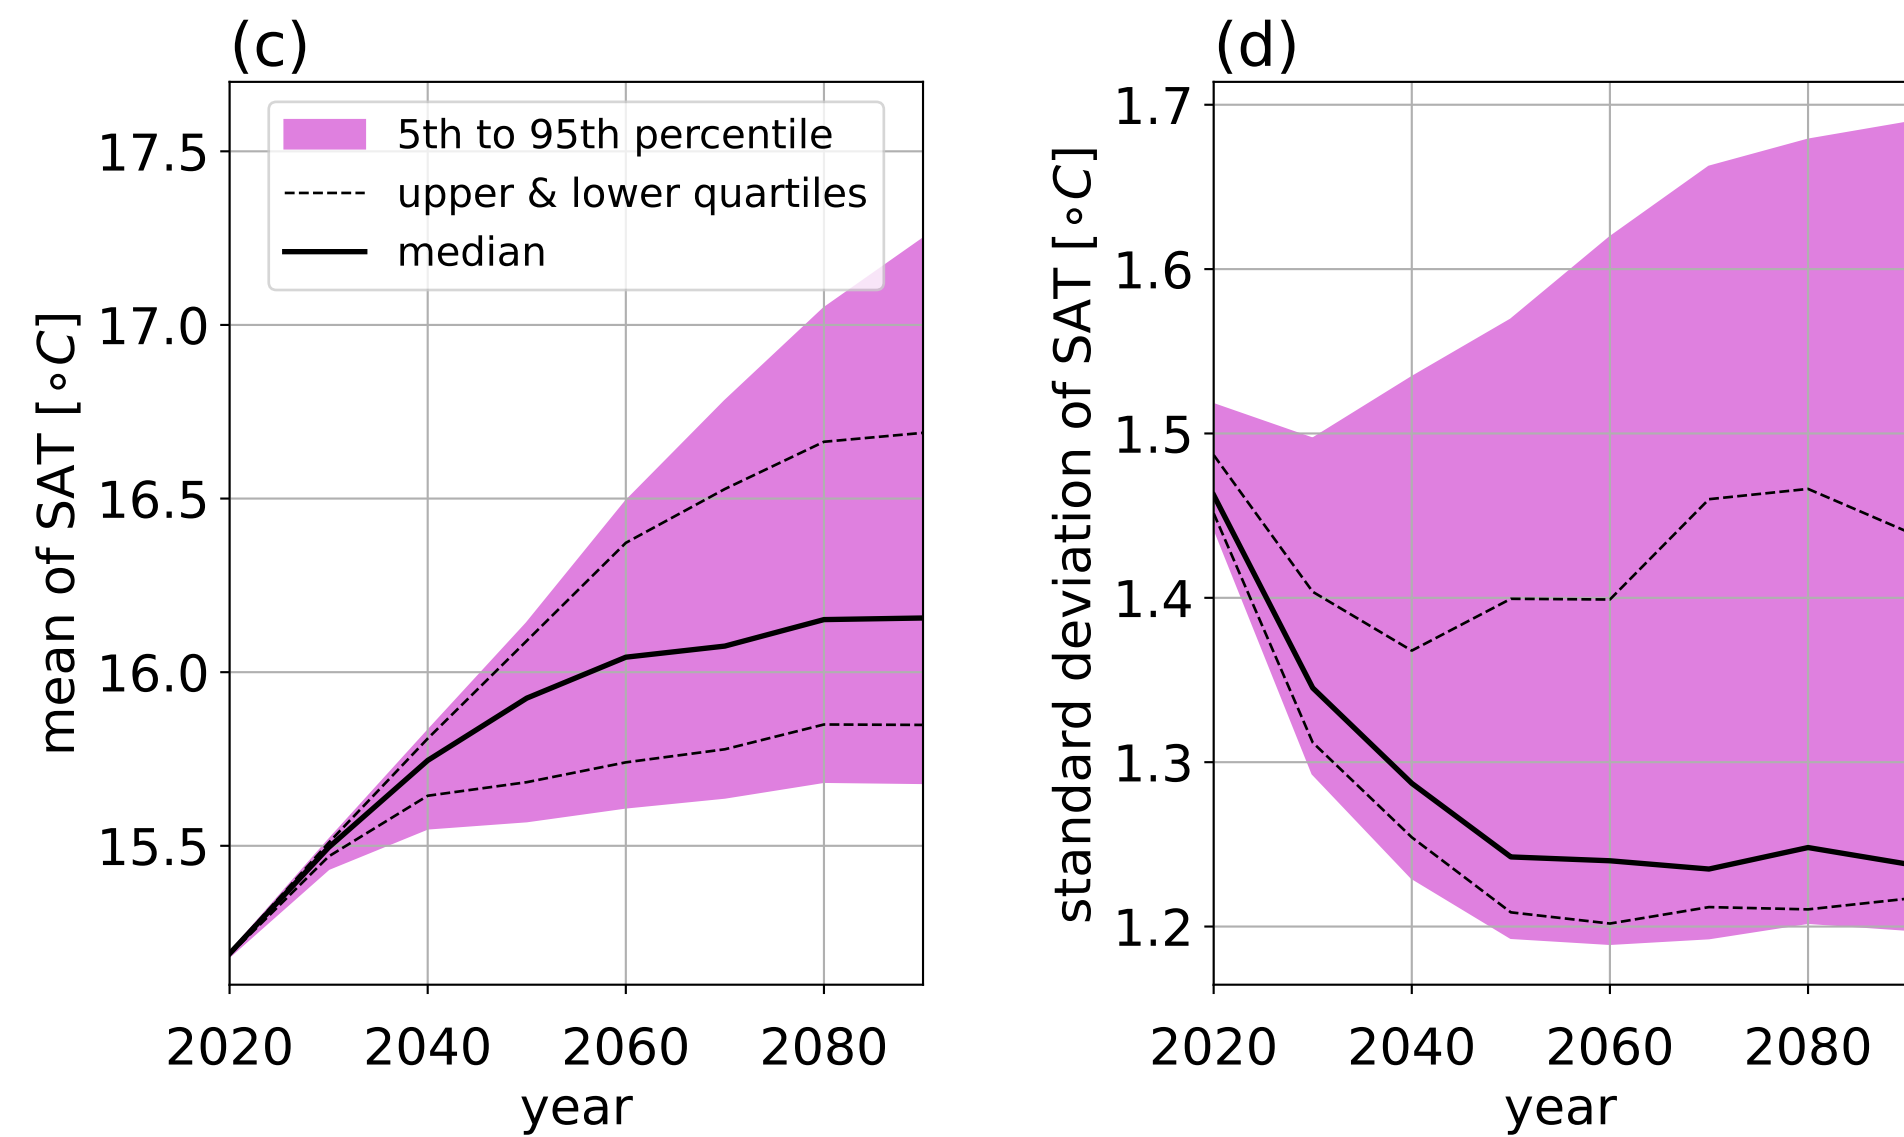 (c)
5th to 95th percentile
upper & lower quartiles
median
17.5
17.0
16.5
16.0
15.5
mean of SAT [∘C]
2020 2040 2060 2080
year
(d)
1.7
1.6
1.5
1.4
1.3
1.2
standard deviation of SAT [∘C]
2020 2040 2060 2080
year